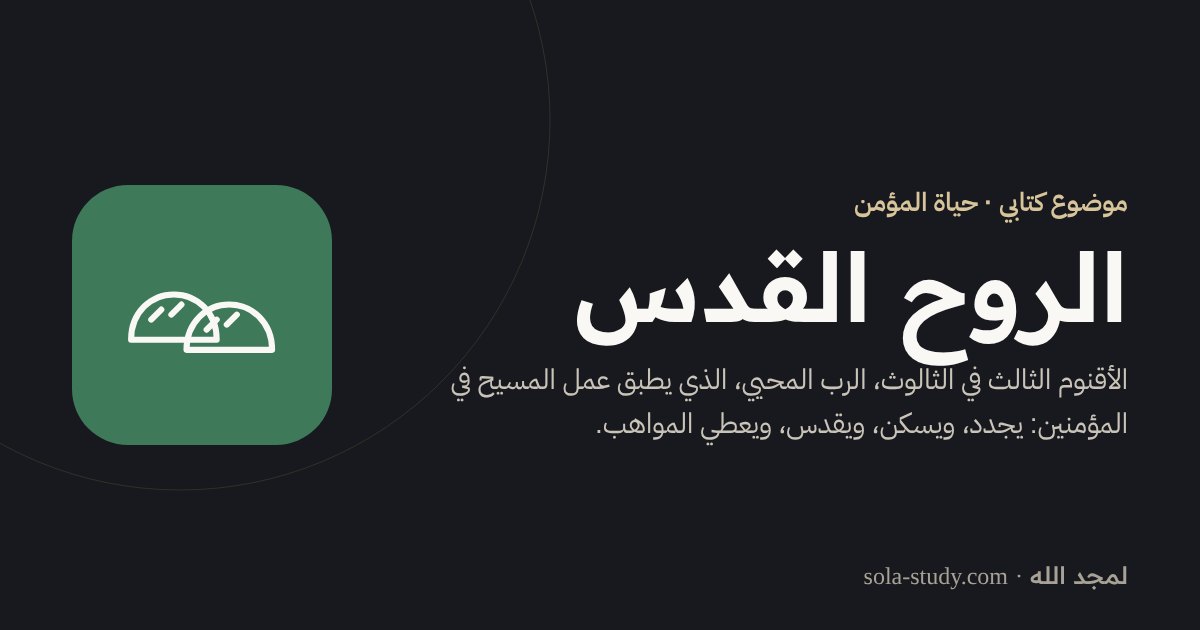 موضوع كتابي · حياة المؤمن
الروح القدس
الأقنوم الثالث في الثالوث، الرب المحيي، الذي يطبق عمل المسيح في
المؤمنين: يجدد، ويسكن، ويقدس، ويعطي المواهب.
لمجد الله · sola-study.com